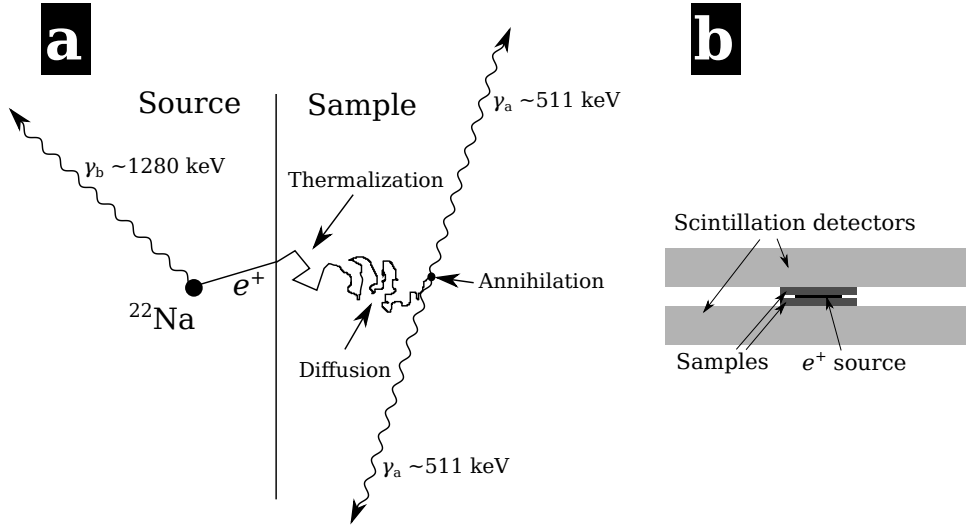 a
Source
Sample
γa ~511 keV
γb ~1280 keV
Thermalization
e+
22Na
Annihilation
Diffusion
γa ~511 keV
b
Scintillation detectors
Samples
e+ source